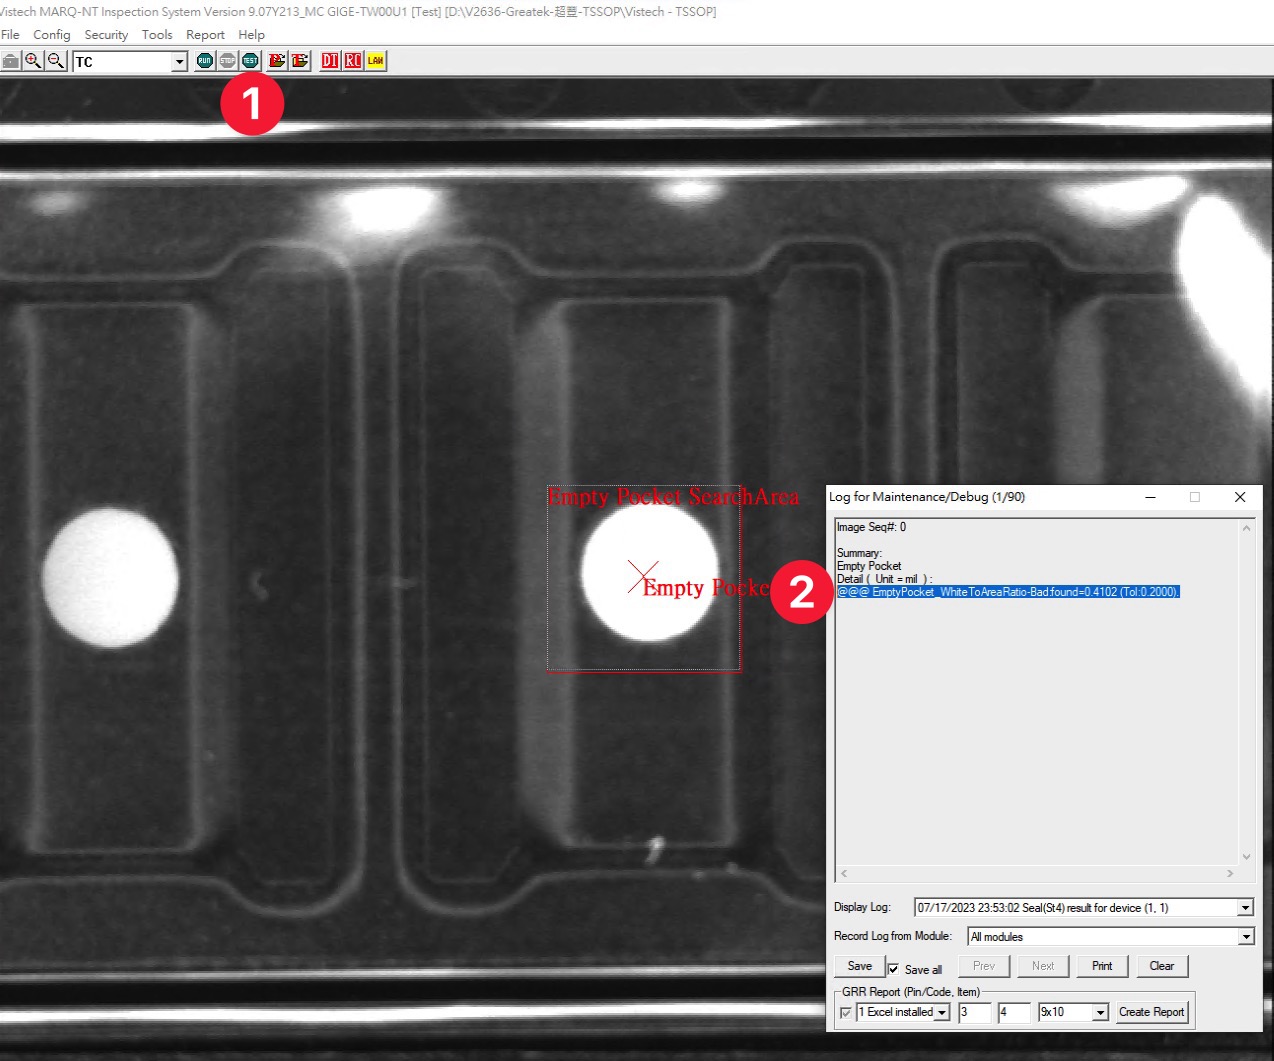 Vistech MARQ-NT Inspection System Version 9.07Y213_MC GIGE-TW00U1 [Test] [D:\V2636-Greatek-超豐-TSSOP\Vistech - TSSOP]
File Config Security Tools Report Help
TC RUN STOP TEST DI RC LAN
1
Empty Pocket SearchArea
Empty Pocke
2
Log for Maintenance/Debug (1/90)
Image Seq#: 0
Summary:
Empty Pocket
Detail ( Unit = mil ) :
@@@ EmptyPocket_WhiteToAreaRatio-Bad:found=0.4102 (Tol:0.2000).
Display Log: 07/17/2023 23:53:02 Seal(St4) result for device (1, 1)
Record Log from Module: All modules
Save Save all Prev Next Print Clear
GRR Report (Pin/Code, Item)
1 Excel installed 3 4 9x10 Create Report